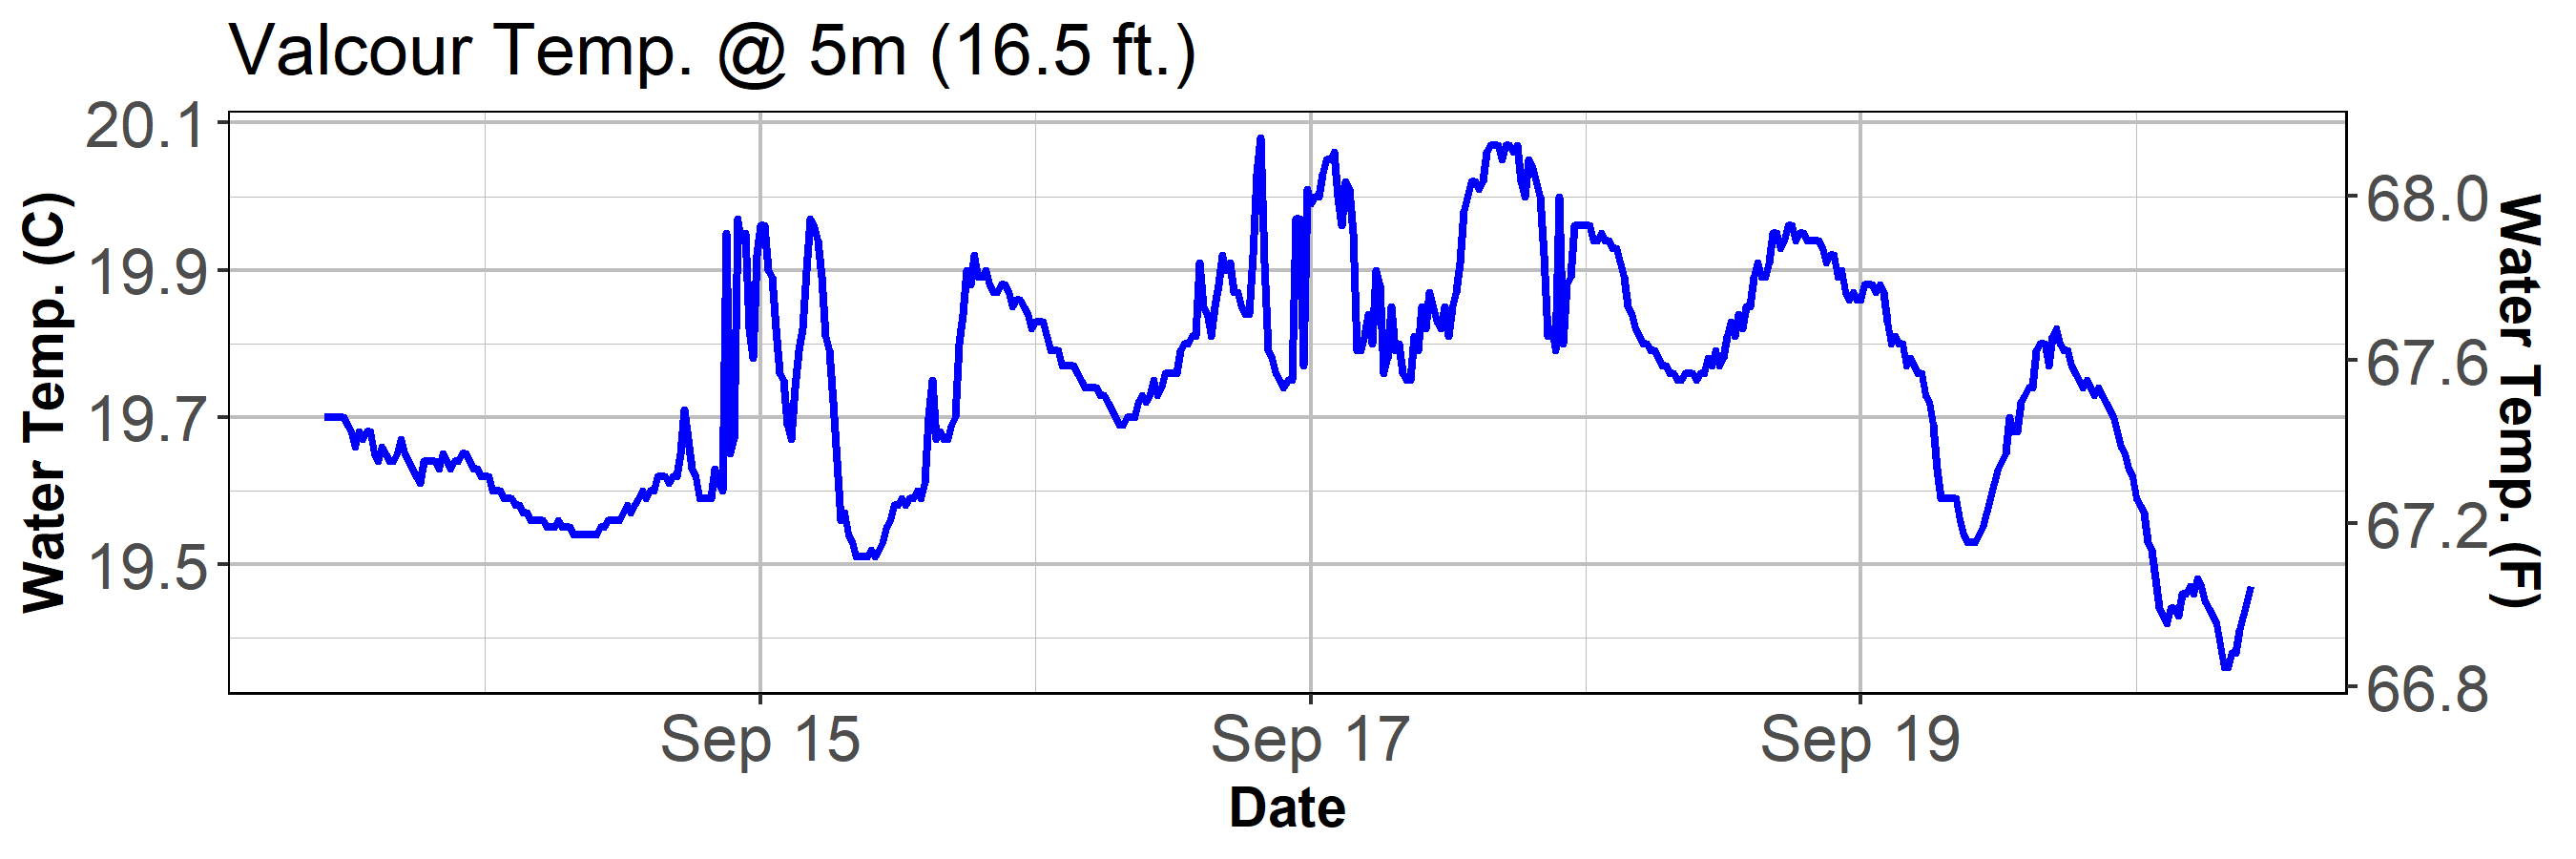 Valcour Temp. @ 5m (16.5 ft.)
Water Temp. (C)
20.1
19.9
19.7
19.5
68.0
67.6
67.2
66.8
Water Temp. (F)
Sep 15
Sep 17
Sep 19
Date